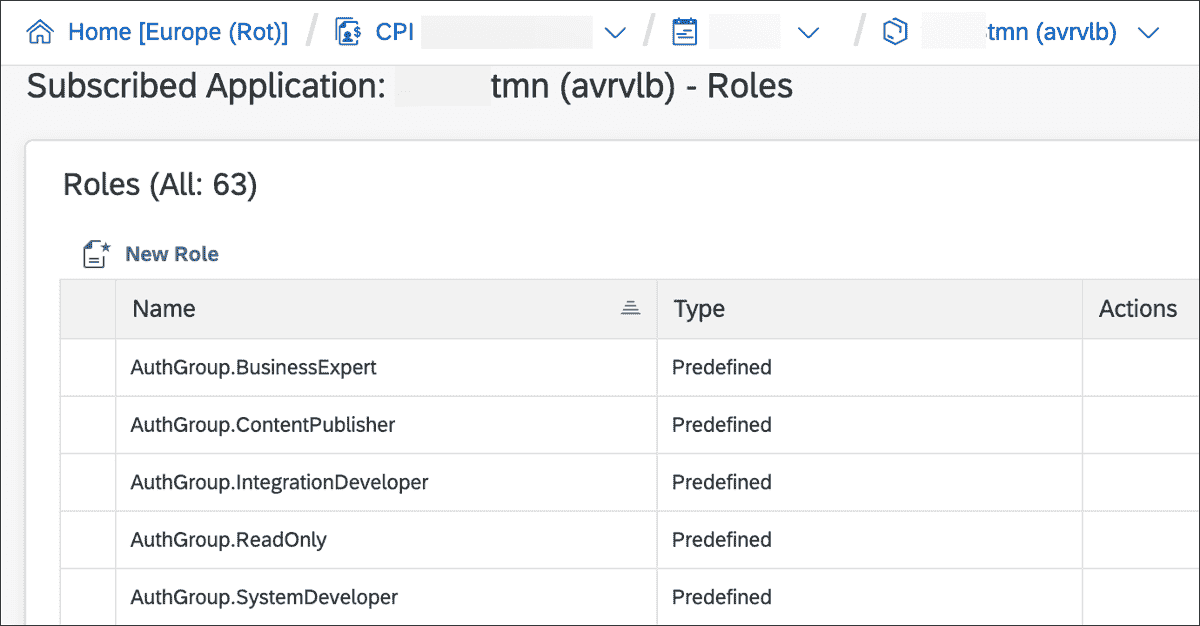 Home [Europe (Rot)] / CPI / / tmn (avrvlb)
Subscribed Application: tmn (avrvlb) - Roles
Roles (All: 63)
New Role
Name Type Actions
AuthGroup.BusinessExpert Predefined
AuthGroup.ContentPublisher Predefined
AuthGroup.IntegrationDeveloper Predefined
AuthGroup.ReadOnly Predefined
AuthGroup.SystemDeveloper Predefined